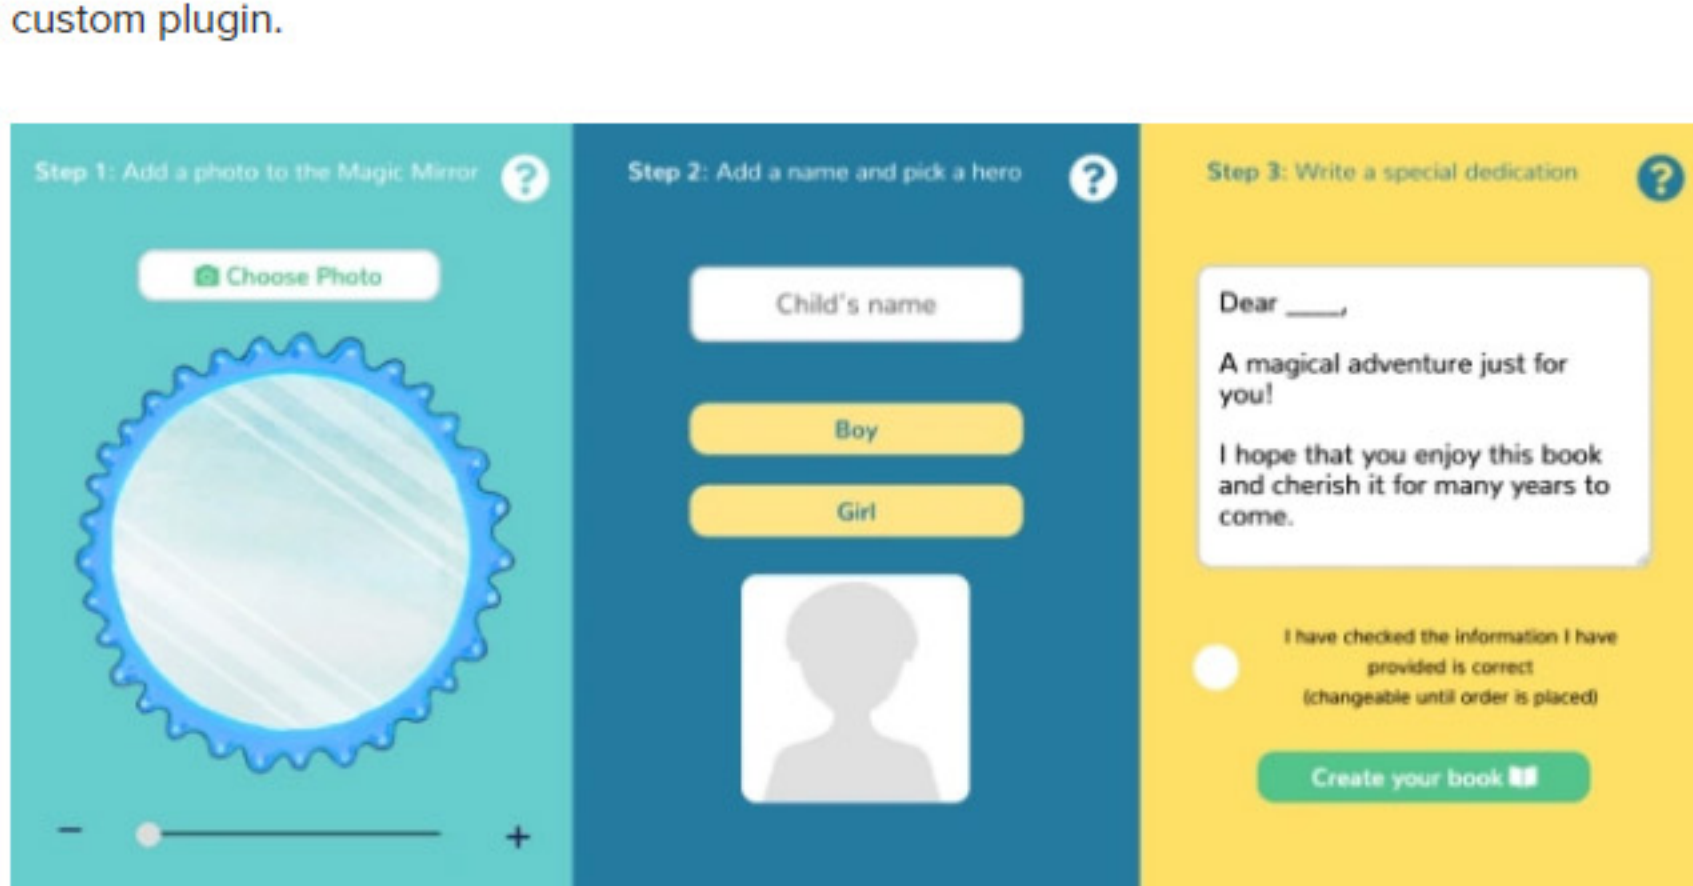 custom plugin.
Step 1: Add a photo to the Magic Mirror
?
Choose Photo
−
+
Step 2: Add a name and pick a hero
?
Child's name
Boy
Girl
Step 3: Write a special dedication
?
Dear ____,
A magical adventure just for
you!
I hope that you enjoy this book
and cherish it for many years to
come.
I have checked the information I have
provided is correct
(changeable until order is placed)
Create your book